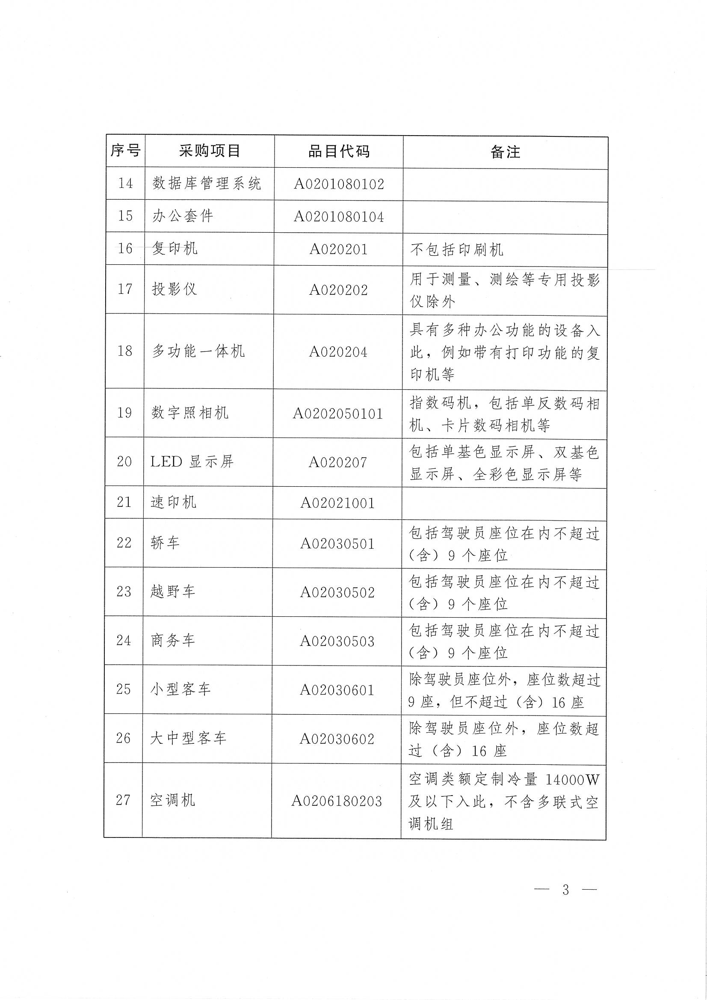 序号 采购项目 品目代码 备注
14 数据库管理系统 A0201080102
15 办公套件 A0201080104
16 复印机 A020201 不包括印刷机
17 投影仪 A020202 用于测量、测绘等专用投影
仪除外
18 多功能一体机 A020204 具有多种办公功能的设备入
此，例如带有打印功能的复
印机等
19 数字照相机 A0202050101 指数码机，包括单反数码相
机、卡片数码相机等
20 LED 显示屏 A020207 包括单基色显示屏、双基色
显示屏、全彩色显示屏等
21 速印机 A02021001
22 轿车 A02030501 包括驾驶员座位在内不超过
（含）9 个座位
23 越野车 A02030502 包括驾驶员座位在内不超过
（含）9 个座位
24 商务车 A02030503 包括驾驶员座位在内不超过
（含）9 个座位
25 小型客车 A02030601 除驾驶员座位外，座位数超过
9 座，但不超过（含）16 座
26 大中型客车 A02030602 除驾驶员座位外，座位数超
过（含）16 座
27 空调机 A0206180203 空调类额定制冷量 14000W
及以下入此，不含多联式空
调机组
— 3 —